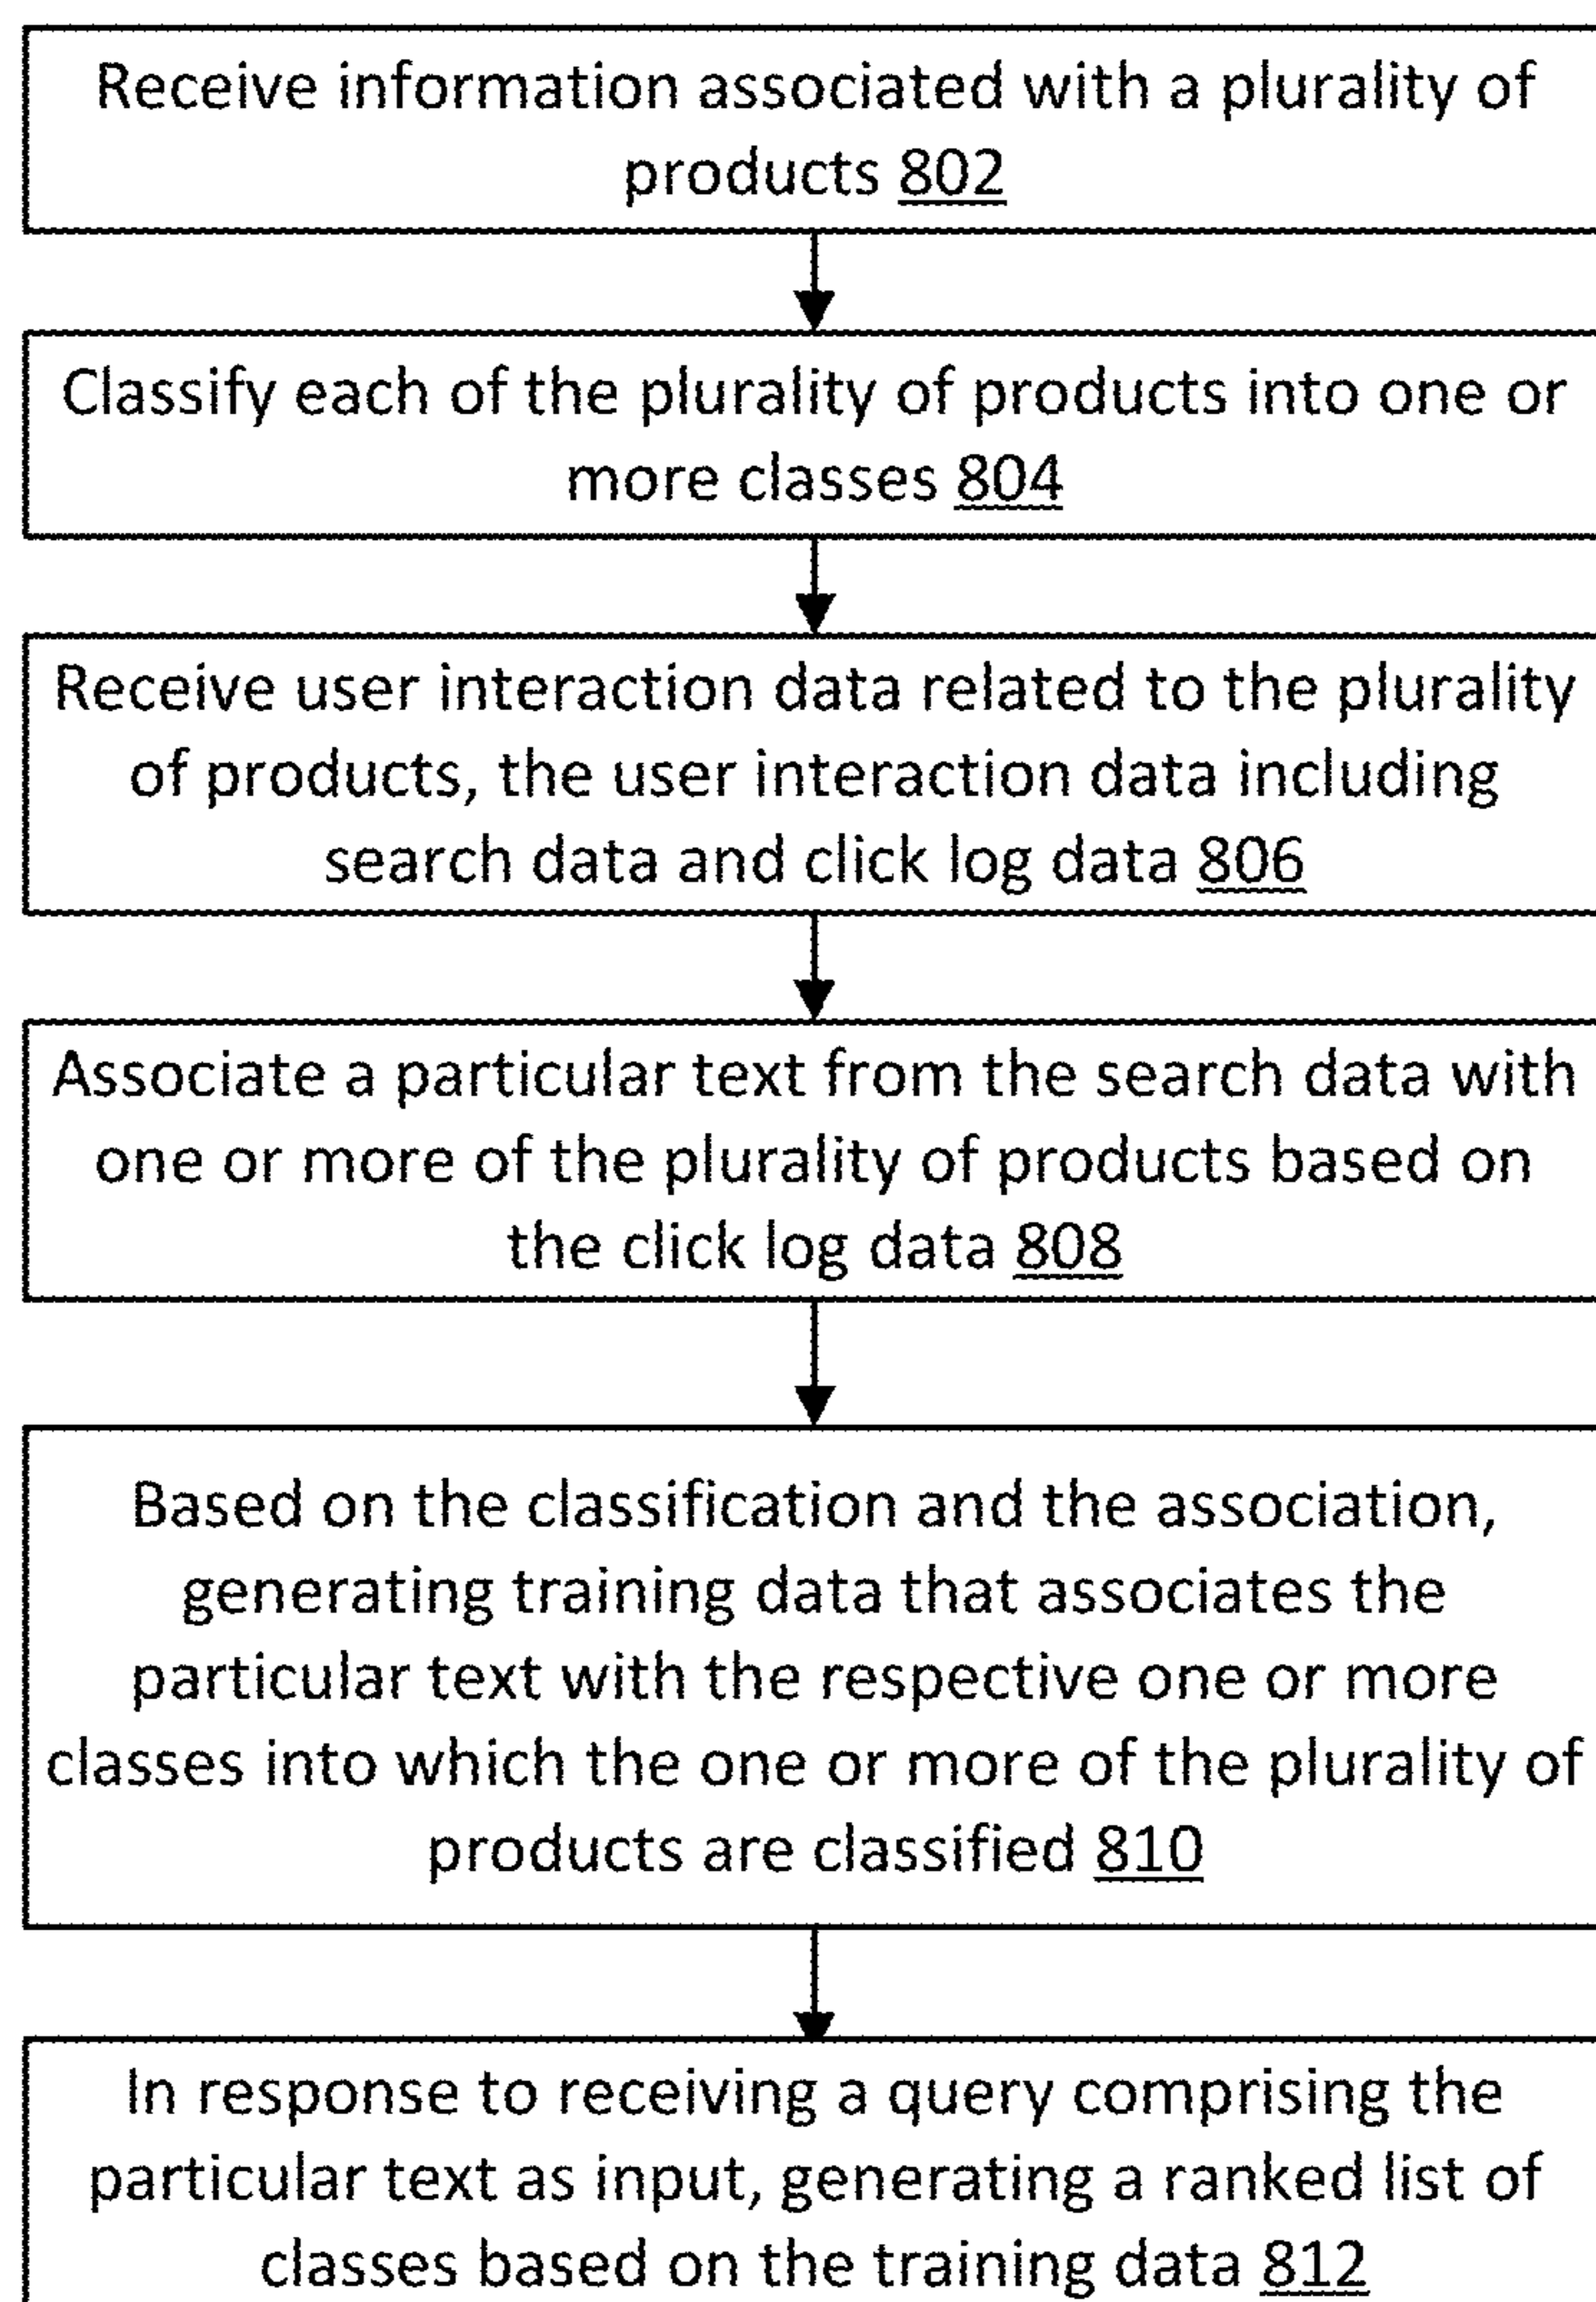 Receive information associated with a plurality of
products 802
Classify each of the plurality of products into one or
more classes 804
Receive user interaction data related to the plurality
of products, the user interaction data including
search data and click log data 806
Associate a particular text from the search data with
one or more of the plurality of products based on
the click log data 808
Based on the classification and the association,
generating training data that associates the
particular text with the respective one or more
classes into which the one or more of the plurality of
products are classified 810
In response to receiving a query comprising the
particular text as input, generating a ranked list of
classes based on the training data 812